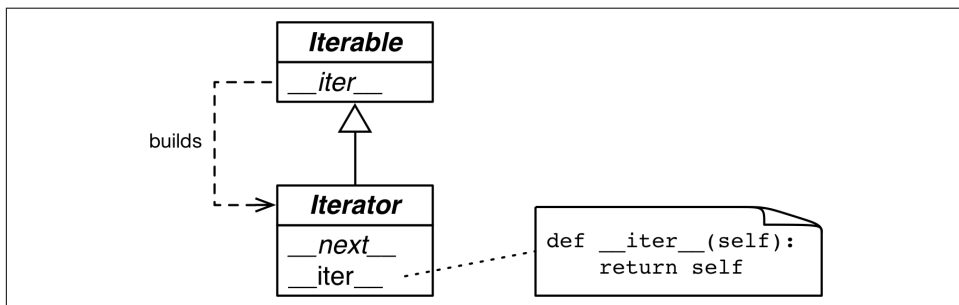 Iterable
__iter__
builds
Iterator
__next__
__iter__
def __iter__(self):
    return self